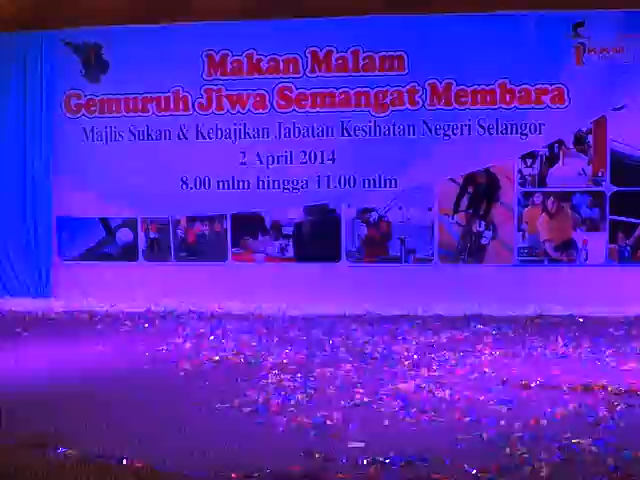 Makan Malam
Gemuruh Jiwa Semangat Membara
Majlis Sukan & Kebajikan Jabatan Kesihatan Negeri Selangor
2 April 2014
8.00 mlm hingga 11.00 mlm